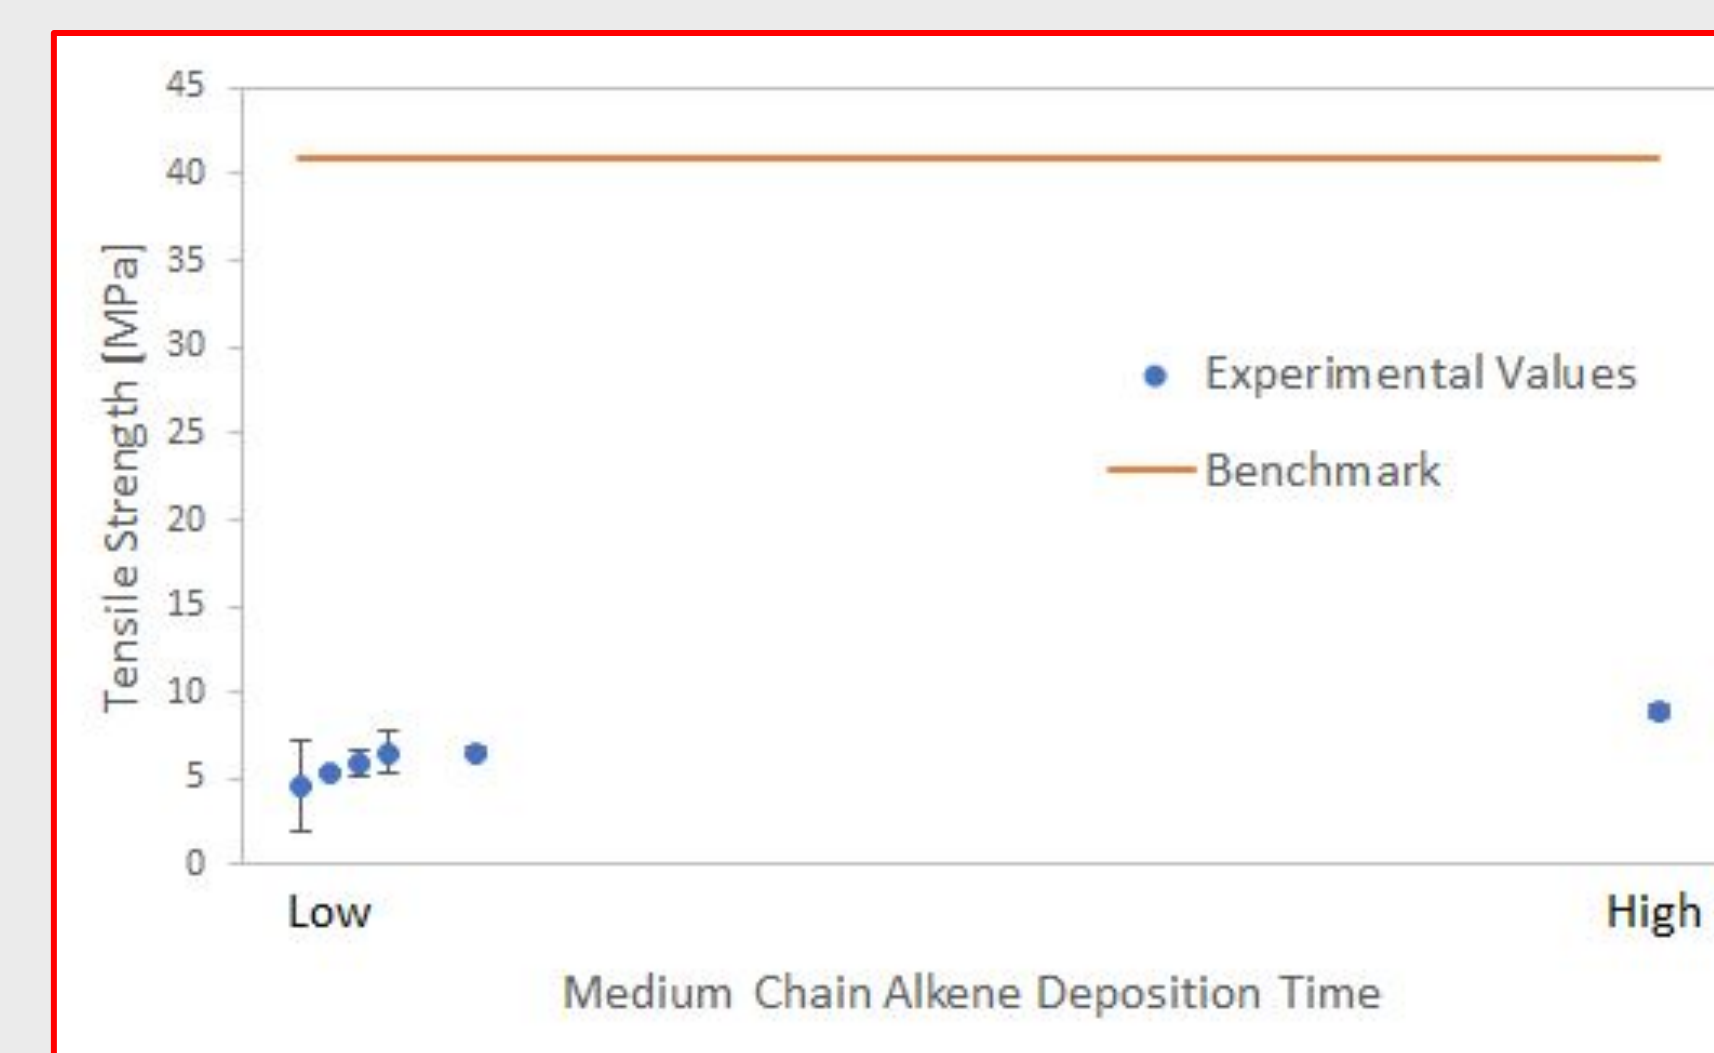 45
40
35
30
25
20
15
10
5
0
Tensile Strength [MPa]
Experimental Values
Benchmark
Low
High
Medium Chain Alkene Deposition Time